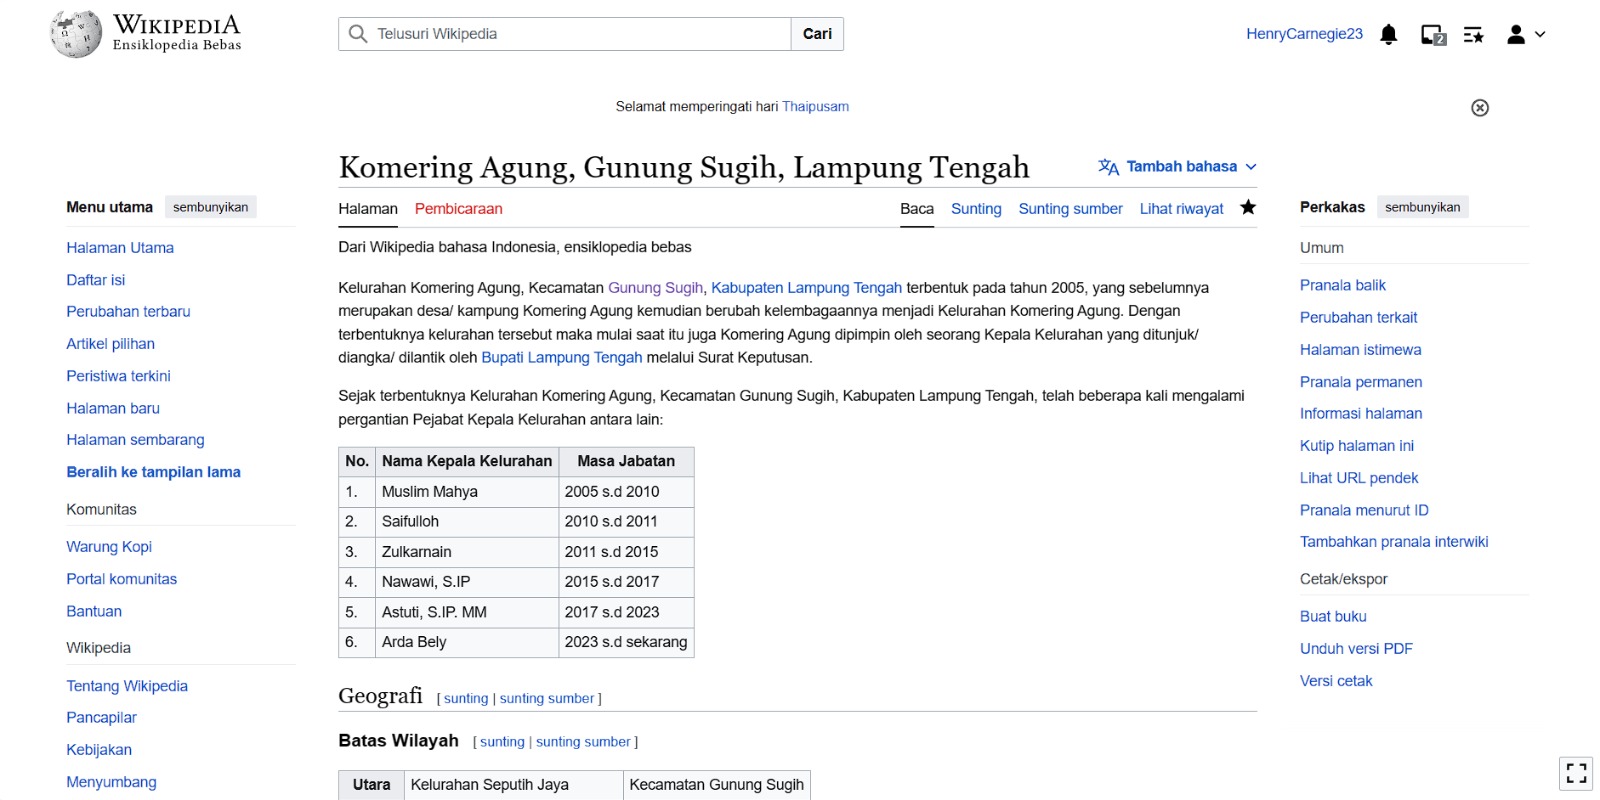 WIKIPEDIA
Ensiklopedia Bebas
Telusuri Wikipedia
Cari
HenryCarnegie23
2
Selamat memperingati hari Thaipusam
Komering Agung, Gunung Sugih, Lampung Tengah
Tambah bahasa
Menu utama sembunyikan
Halaman Utama
Daftar isi
Perubahan terbaru
Artikel pilihan
Peristiwa terkini
Halaman baru
Halaman sembarang
Beralih ke tampilan lama
Komunitas
Warung Kopi
Portal komunitas
Bantuan
Wikipedia
Tentang Wikipedia
Pancapilar
Kebijakan
Menyumbang
Halaman Pembicaraan Baca Sunting Sunting sumber Lihat riwayat
Dari Wikipedia bahasa Indonesia, ensiklopedia bebas
Kelurahan Komering Agung, Kecamatan Gunung Sugih, Kabupaten Lampung Tengah terbentuk pada tahun 2005, yang sebelumnya
merupakan desa/ kampung Komering Agung kemudian berubah kelembagaannya menjadi Kelurahan Komering Agung. Dengan
terbentuknya kelurahan tersebut maka mulai saat itu juga Komering Agung dipimpin oleh seorang Kepala Kelurahan yang ditunjuk/
diangka/ dilantik oleh Bupati Lampung Tengah melalui Surat Keputusan.
Sejak terbentuknya Kelurahan Komering Agung, Kecamatan Gunung Sugih, Kabupaten Lampung Tengah, telah beberapa kali mengalami
pergantian Pejabat Kepala Kelurahan antara lain:
No. Nama Kepala Kelurahan Masa Jabatan
1. Muslim Mahya 2005 s.d 2010
2. Saifulloh 2010 s.d 2011
3. Zulkarnain 2011 s.d 2015
4. Nawawi, S.IP 2015 s.d 2017
5. Astuti, S.IP. MM 2017 s.d 2023
6. Arda Bely 2023 s.d sekarang
Geografi [ sunting | sunting sumber ]
Batas Wilayah [ sunting | sunting sumber ]
Utara Kelurahan Seputih Jaya Kecamatan Gunung Sugih
Perkakas sembunyikan
Umum
Pranala balik
Perubahan terkait
Halaman istimewa
Pranala permanen
Informasi halaman
Kutip halaman ini
Lihat URL pendek
Pranala menurut ID
Tambahkan pranala interwiki
Cetak/ekspor
Buat buku
Unduh versi PDF
Versi cetak